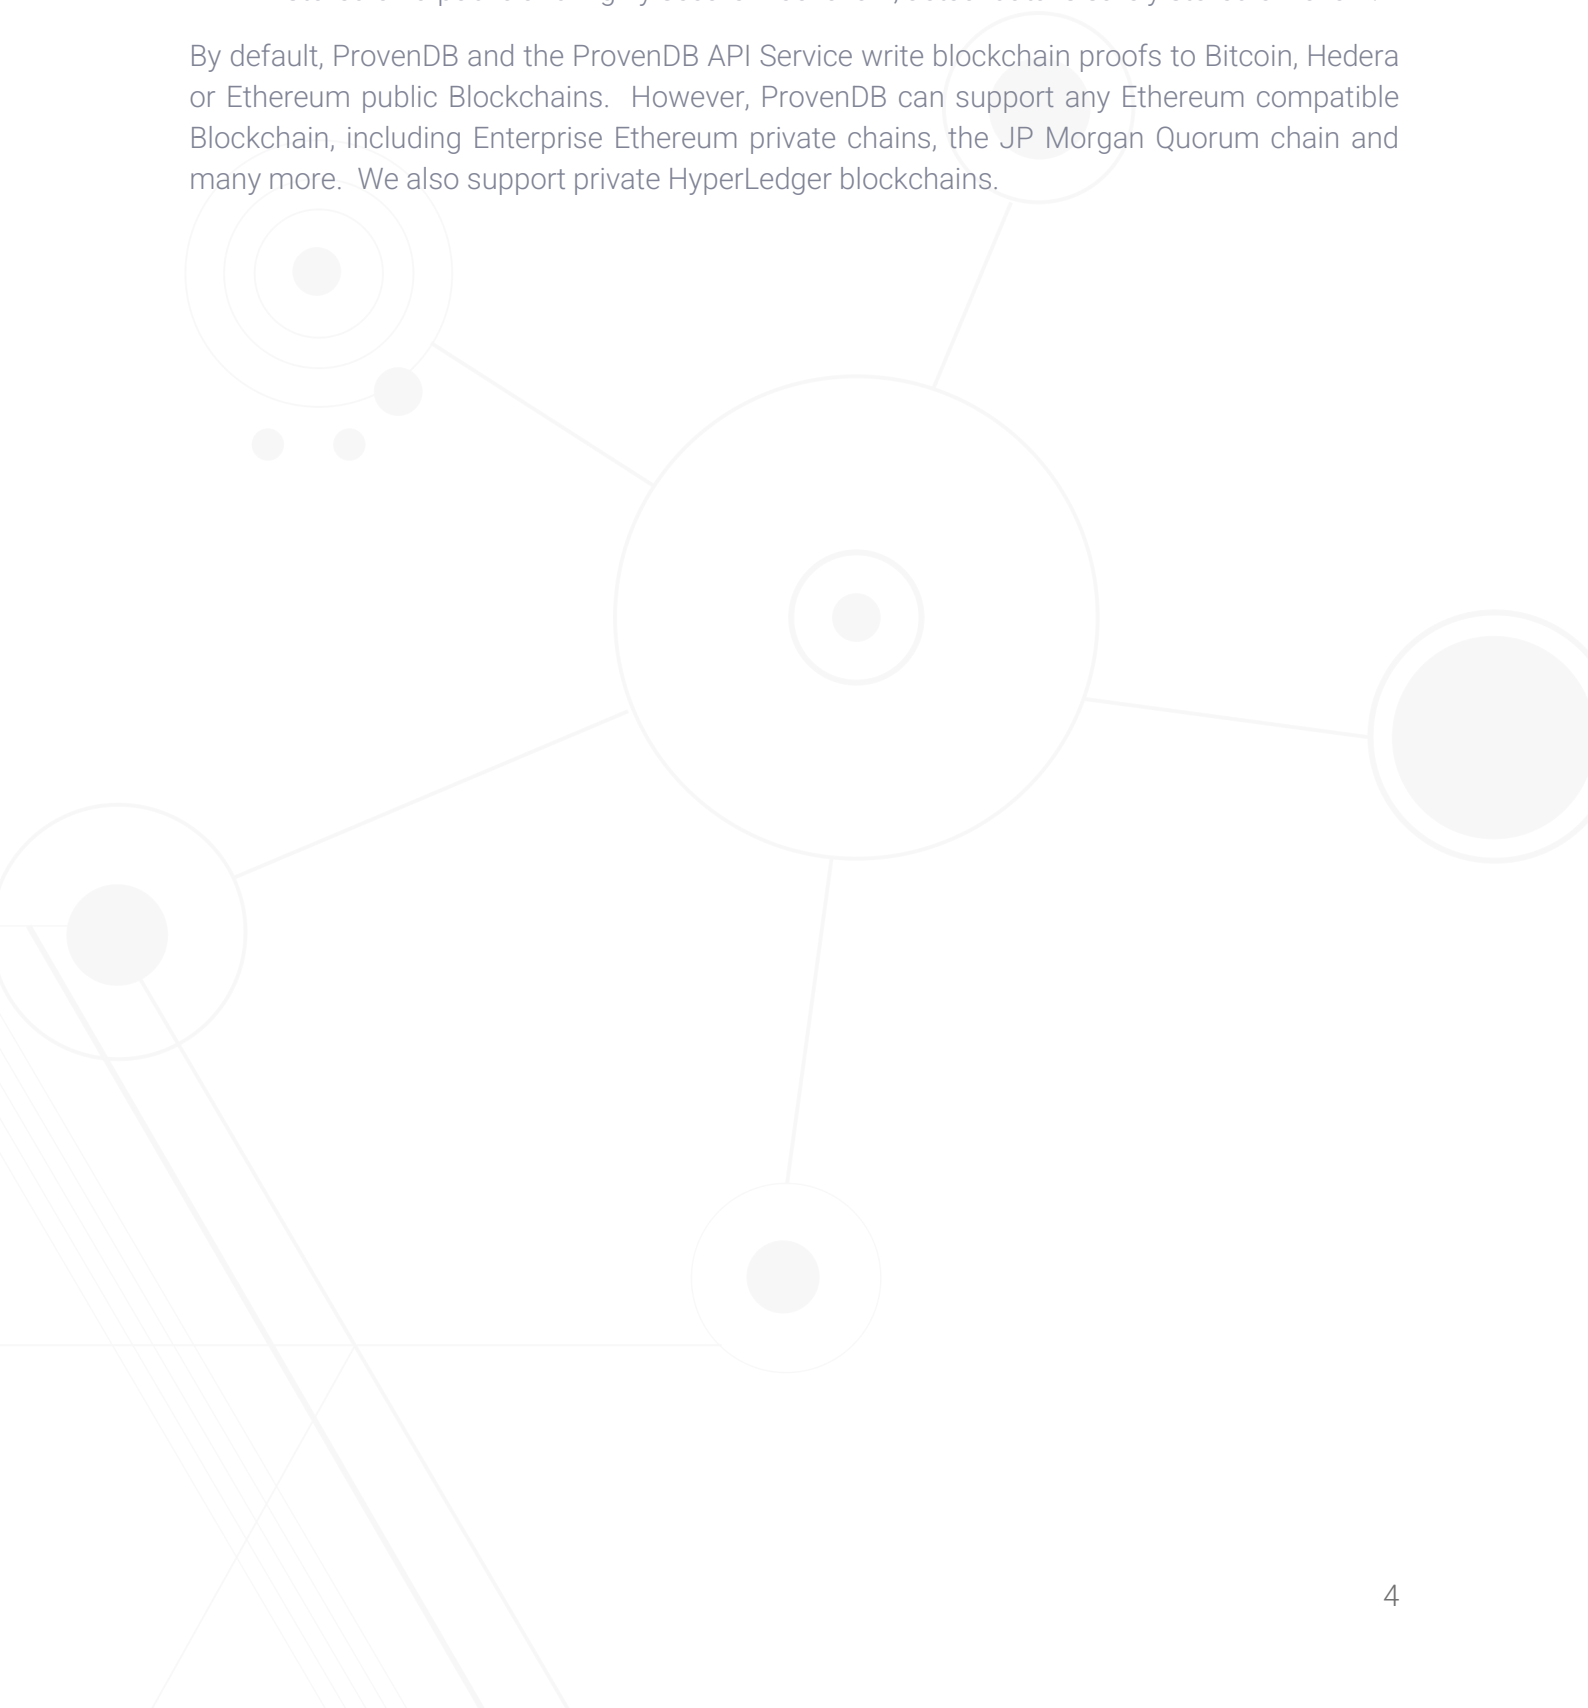 By default, ProvenDB and the ProvenDB API Service write blockchain proofs to Bitcoin, Hedera
or Ethereum public Blockchains.  However, ProvenDB can support any Ethereum compatible
Blockchain, including Enterprise Ethereum private chains, the JP Morgan Quorum chain and
many more.  We also support private HyperLedger blockchains.
4